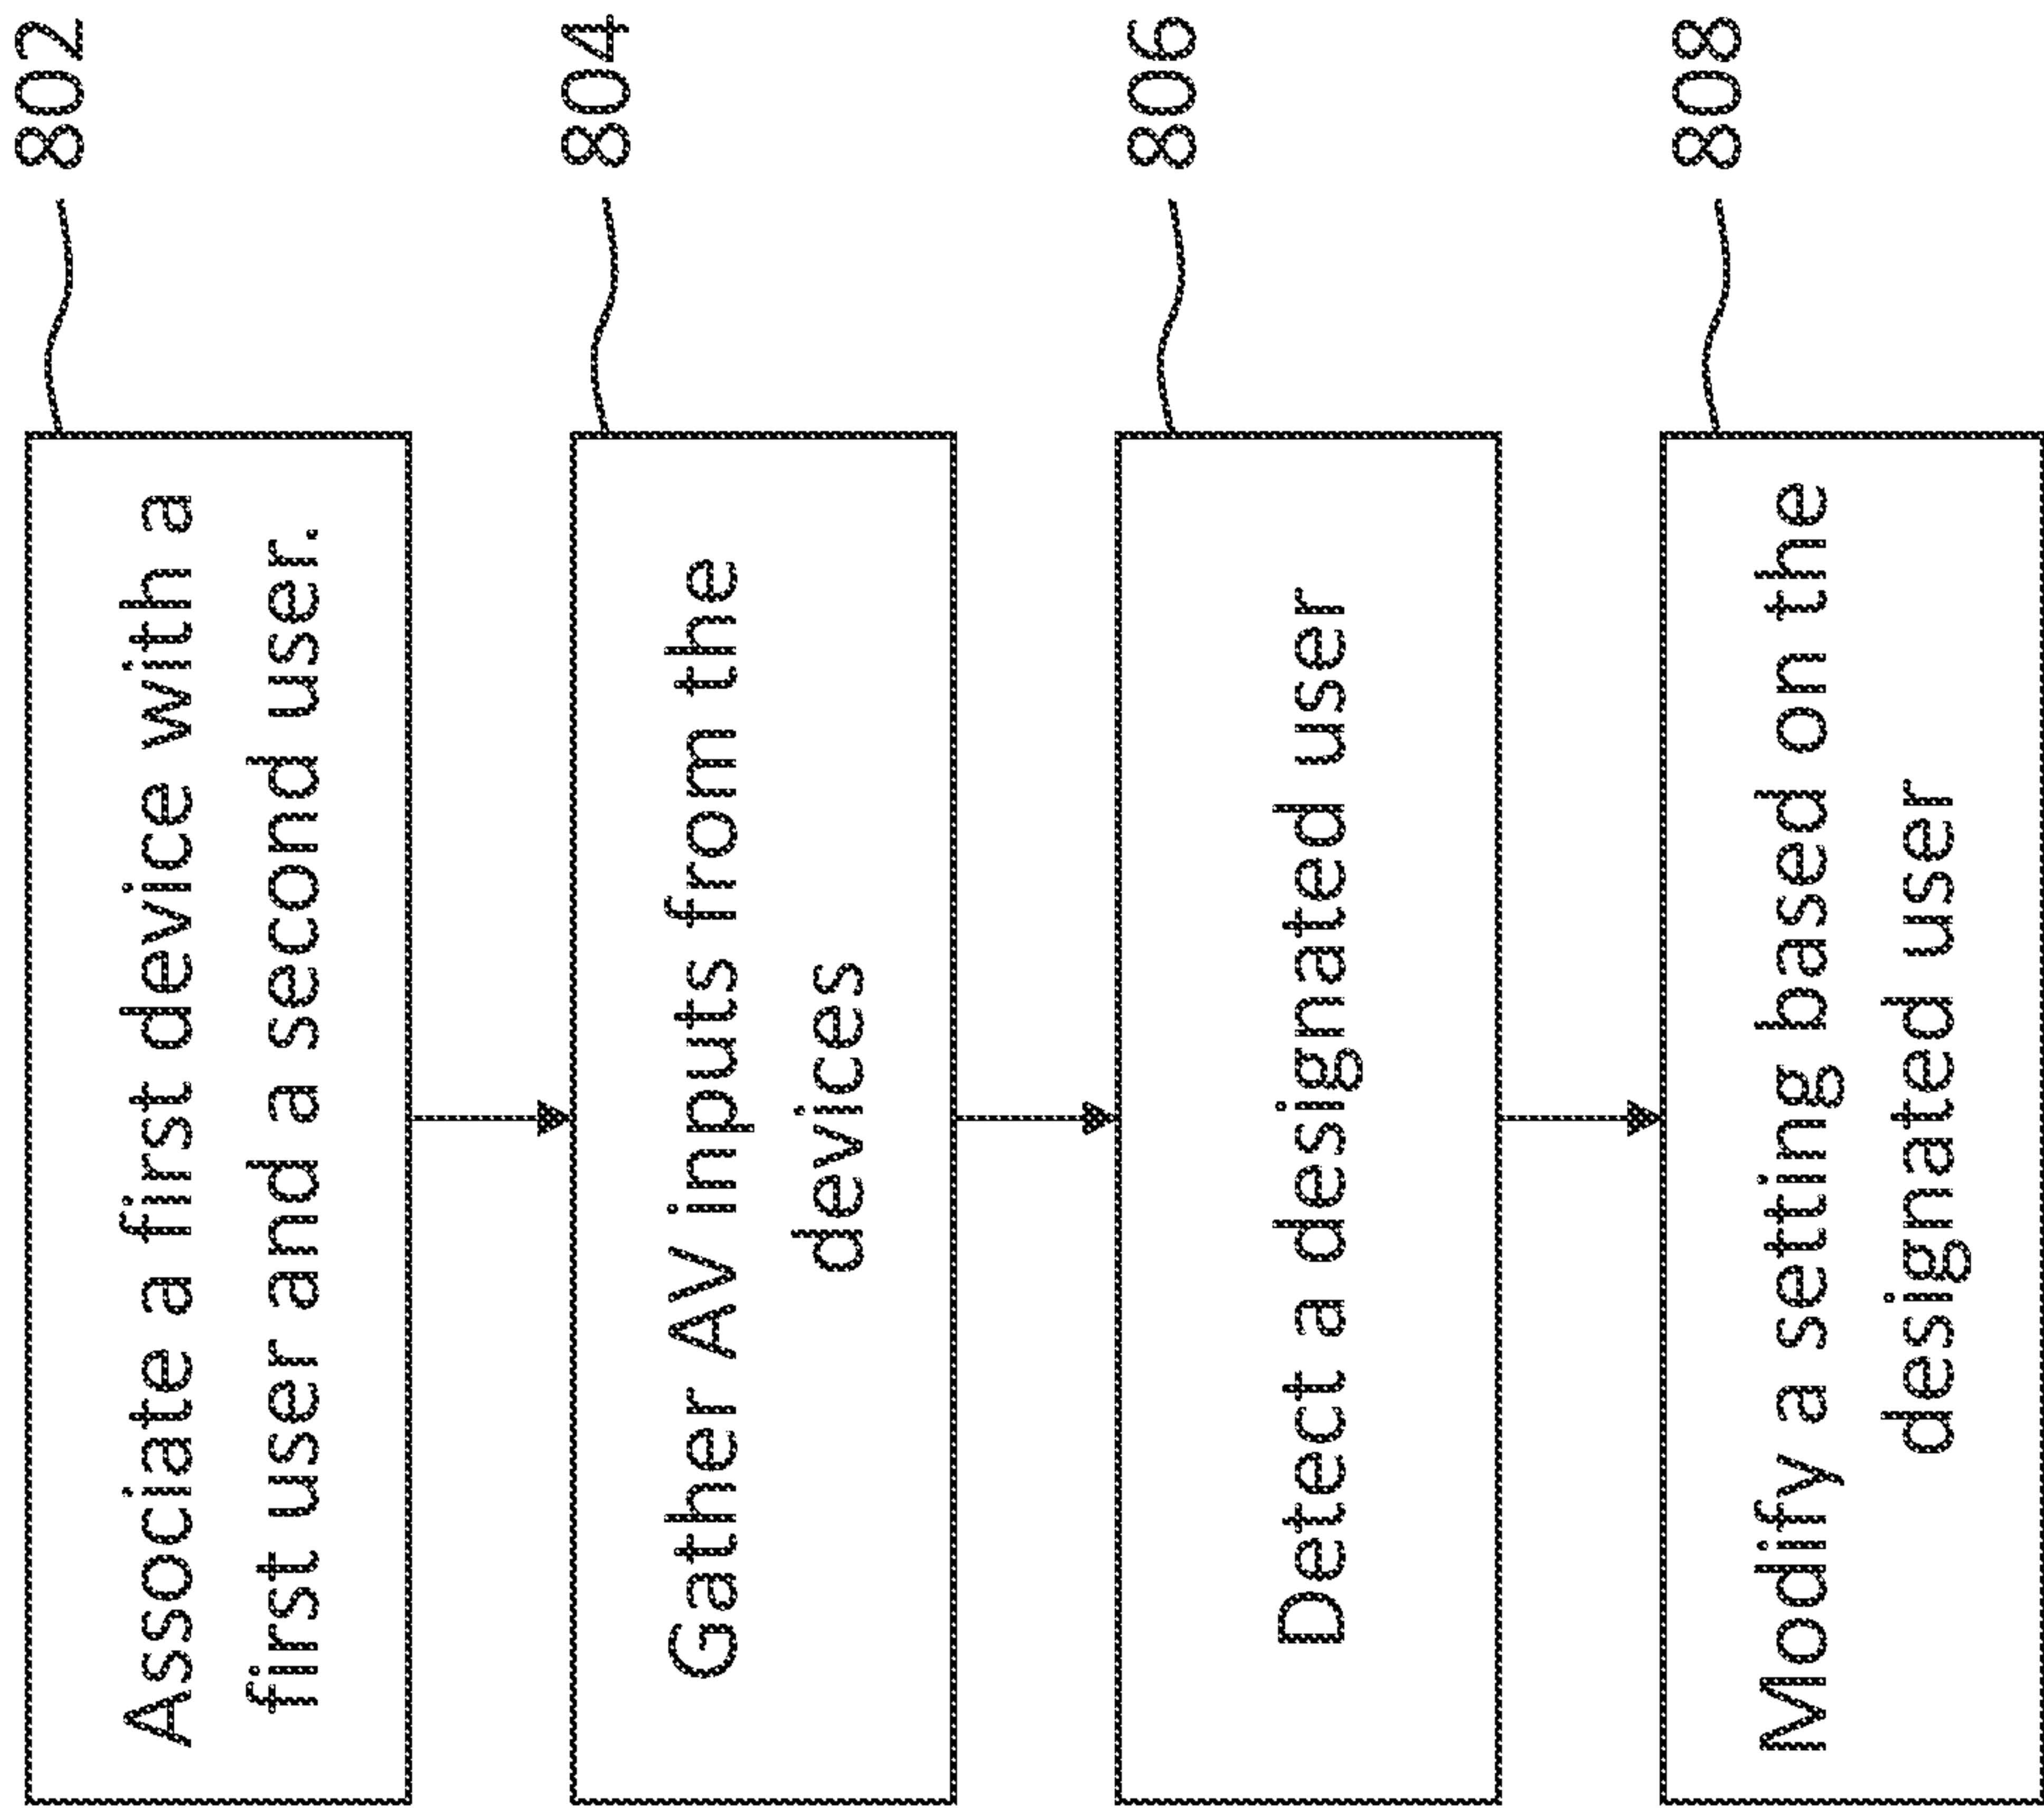 802
Associate a first device with a
first user and a second user.
804
Gather AV inputs from the
devices
806
Detect a designated user
808
Modify a setting based on the
designated user